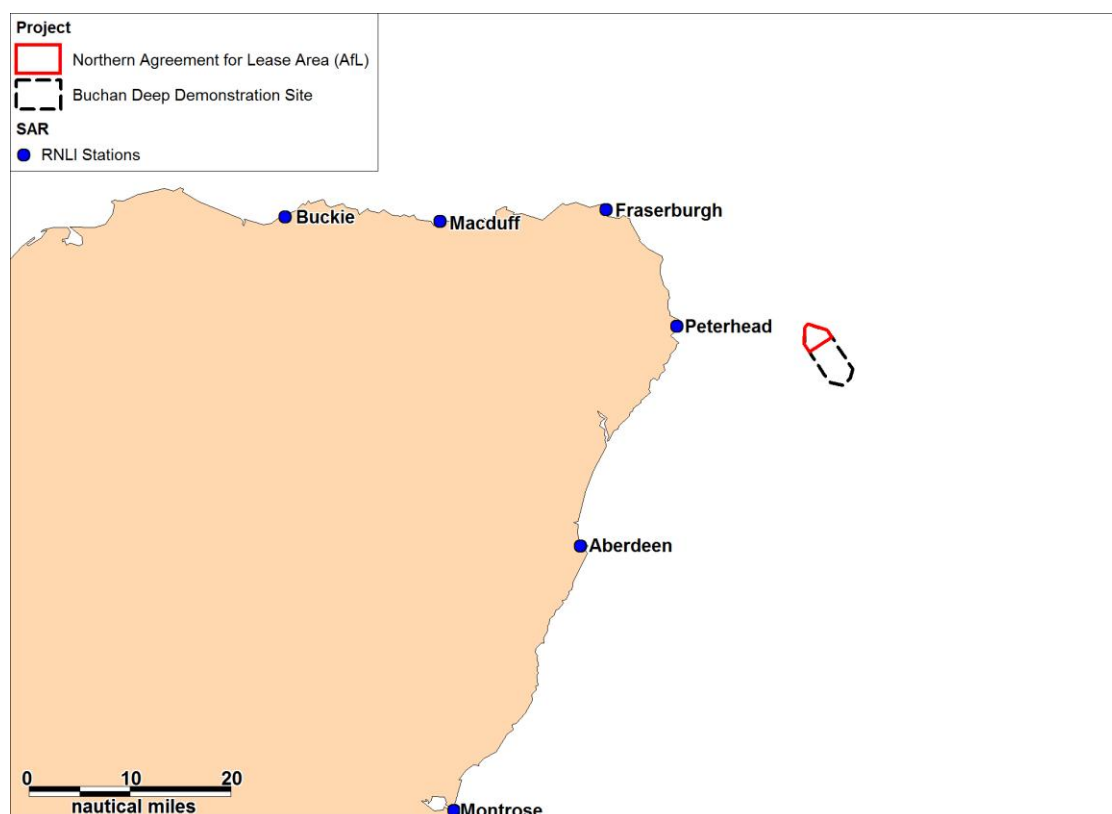 Project
Northern Agreement for Lease Area (AfL)
Buchan Deep Demonstration Site
SAR
RNLI Stations
Buckie
Macduff
Fraserburgh
Peterhead
Aberdeen
0 10 20
nautical miles
Montrose